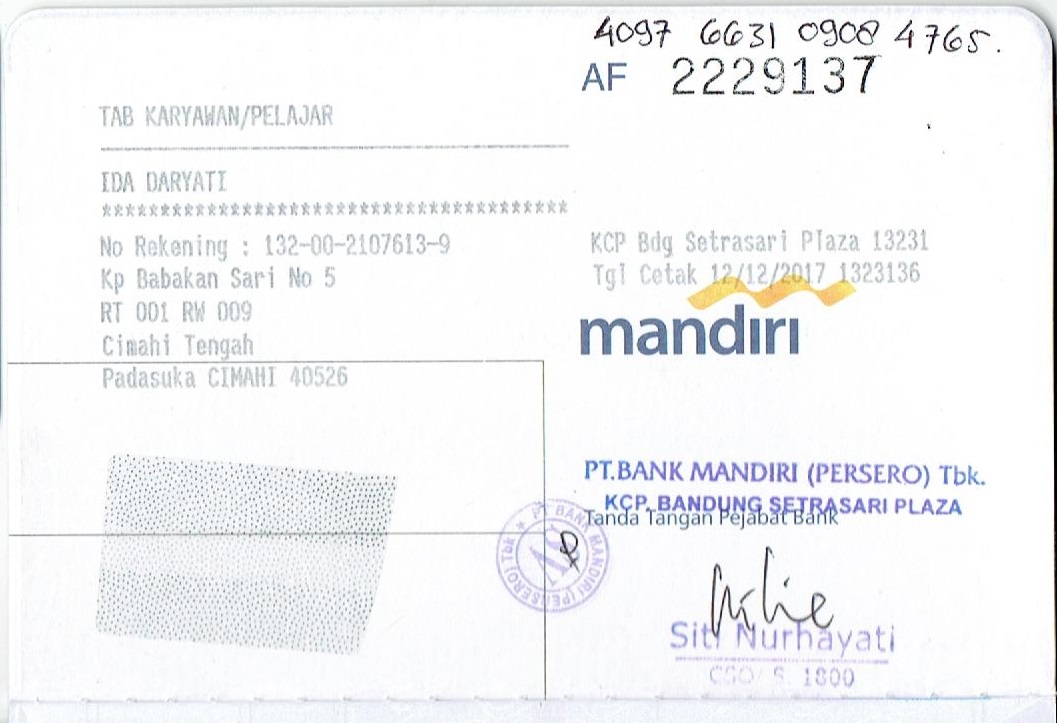 4097 6631 0908 4765.
AF 2229137
TAB KARYAWAN/PELAJAR
IDA DARYATI
****************************************
No Rekening : 132-00-2107613-9
Kp Babakan Sari No 5
RT 001 RW 009
Cimahi Tengah
Padasuka CIMAHI 40526
KCP Bdg Setrasari Plaza 13231
Tgl Cetak 12/12/2017 1323136
mandiri
PT.BANK MANDIRI (PERSERO) Tbk.
KCP. BANDUNG SETRASARI PLAZA
Tanda Tangan Pejabat Bank
PT BANK MANDIRI (PERSERO) Tbk
Siti Nurhayati
CSO/ S. 1800